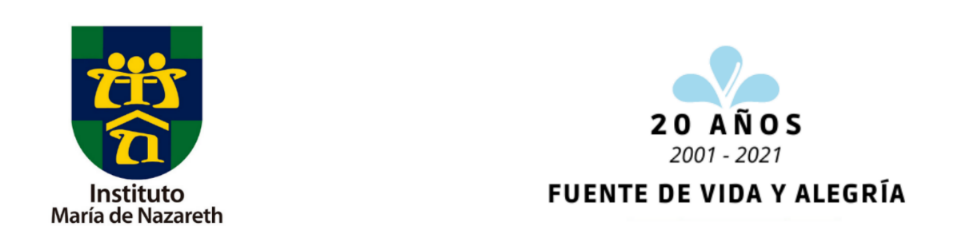 Instituto
María de Nazareth
20 AÑOS
2001 - 2021
FUENTE DE VIDA Y ALEGRÍA